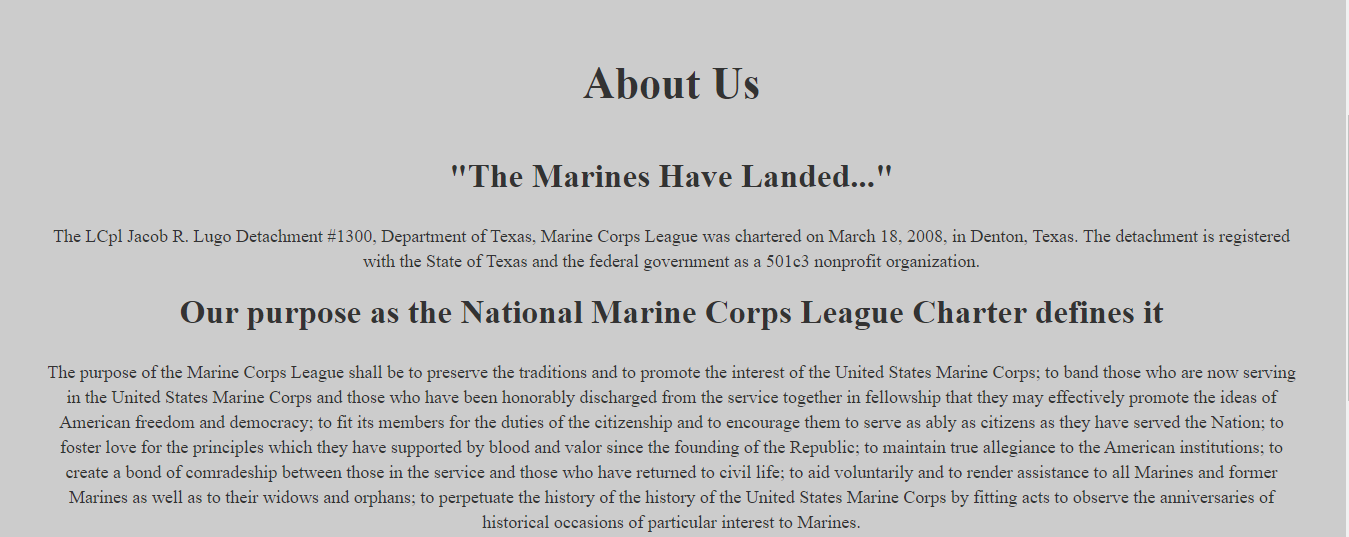 About Us
"The Marines Have Landed..."
The LCpl Jacob R. Lugo Detachment #1300, Department of Texas, Marine Corps League was chartered on March 18, 2008, in Denton, Texas. The detachment is registered
with the State of Texas and the federal government as a 501c3 nonprofit organization.
Our purpose as the National Marine Corps League Charter defines it
The purpose of the Marine Corps League shall be to preserve the traditions and to promote the interest of the United States Marine Corps; to band those who are now serving
in the United States Marine Corps and those who have been honorably discharged from the service together in fellowship that they may effectively promote the ideas of
American freedom and democracy; to fit its members for the duties of the citizenship and to encourage them to serve as ably as citizens as they have served the Nation; to
foster love for the principles which they have supported by blood and valor since the founding of the Republic; to maintain true allegiance to the American institutions; to
create a bond of comradeship between those in the service and those who have returned to civil life; to aid voluntarily and to render assistance to all Marines and former
Marines as well as to their widows and orphans; to perpetuate the history of the history of the United States Marine Corps by fitting acts to observe the anniversaries of
historical occasions of particular interest to Marines.